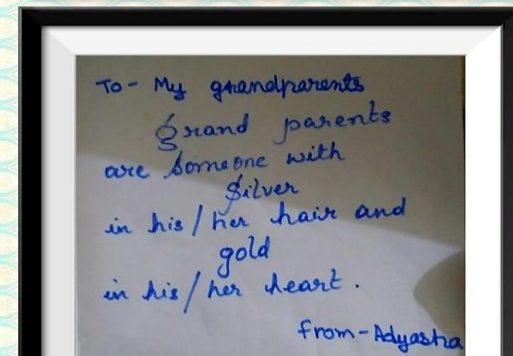 To - My grandparents
grand parents
are someone with
silver
in his / her hair and
gold
in his / her heart .
from - Adyasha